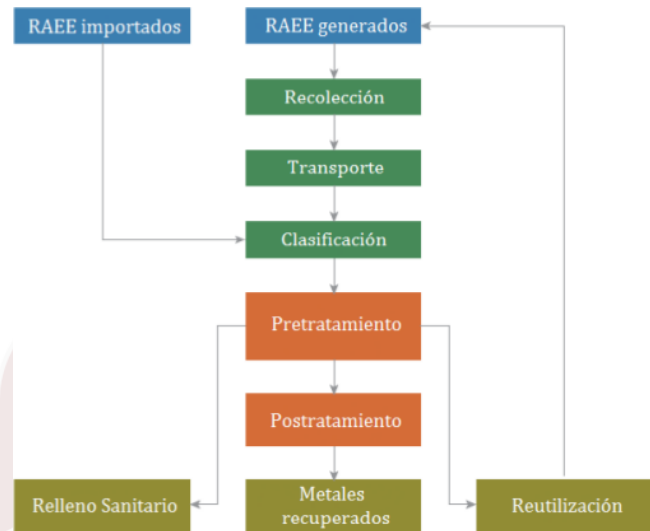 RAEE importados
RAEE generados
Recolección
Transporte
Clasificación
Pretratamiento
Postratamiento
Relleno Sanitario
Metales
recuperados
Reutilización